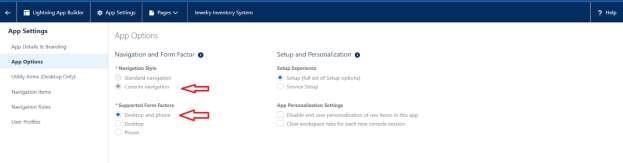 Lightning App Builder
App Settings
Pages
Jewelry Inventory System
? Help
App Settings
App Details & Branding
App Options
Utility Items (Desktop Only)
Navigation Items
Navigation Rules
User Profiles
App Options
Navigation and Form Factor
* Navigation Style
Standard navigation
Console navigation
* Supported Form Factors
Desktop and phone
Desktop
Phone
Setup and Personalization
Setup Experience
Setup (full set of Setup options)
Service Setup
App Personalization Settings
Disable end user personalization of nav items in this app
Clear workspace tabs for each new console session